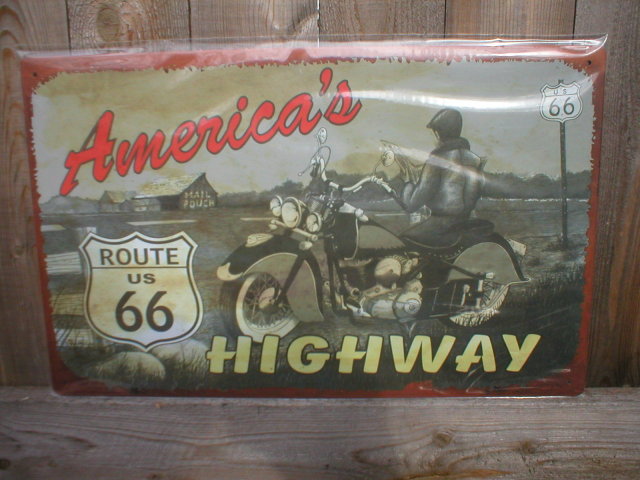 America's
US
66
MAIL
POUCH
ROUTE
US
66
HIGHWAY